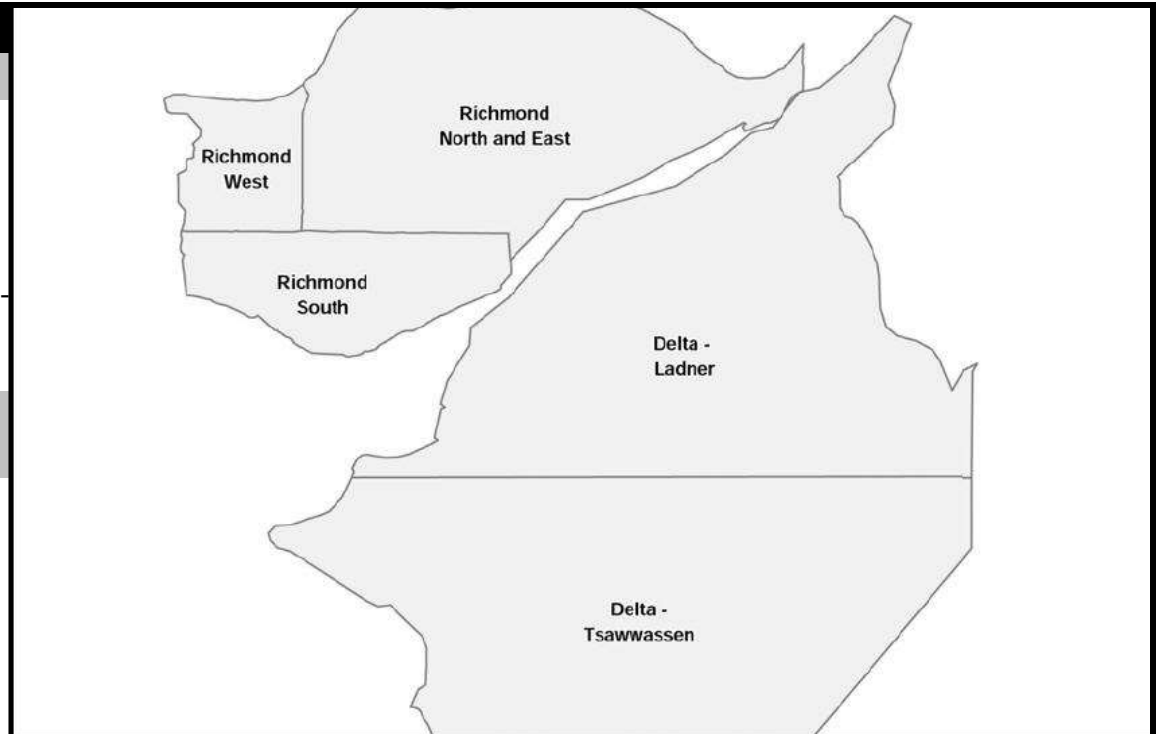 Richmond
North and East
Richmond
West
Richmond
South
Delta -
Ladner
Delta -
Tsawwassen